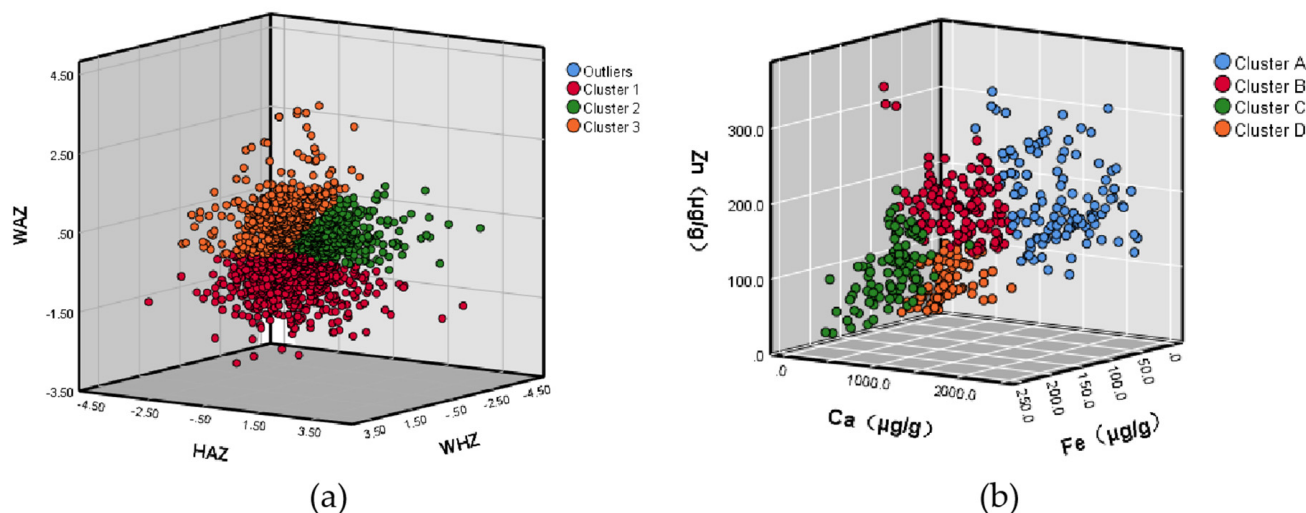 4.50
2.50
.50
-1.50
-3.50
WAZ
-4.50
-2.50
-.50
1.50
3.50
HAZ
3.50
1.50
-.50
-2.50
-4.50
WHZ
Outliers
Cluster 1
Cluster 2
Cluster 3
(a)
300.0
200.0
100.0
.0
Zn（μg/g）
.0
1000.0
2000.0
Ca（μg/g）
250.0
200.0
150.0
100.0
50.0
.0
Fe（μg/g）
Cluster A
Cluster B
Cluster C
Cluster D
(b)